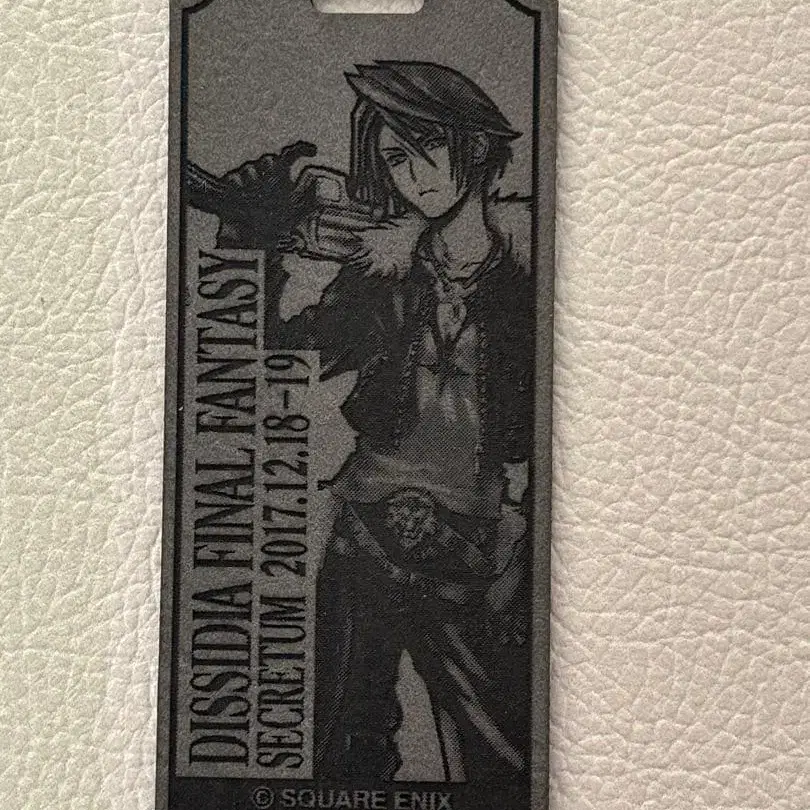 DISSIDIA FINAL FANTASY
SECRETUM 2017.12.18-19
© SQUARE ENIX